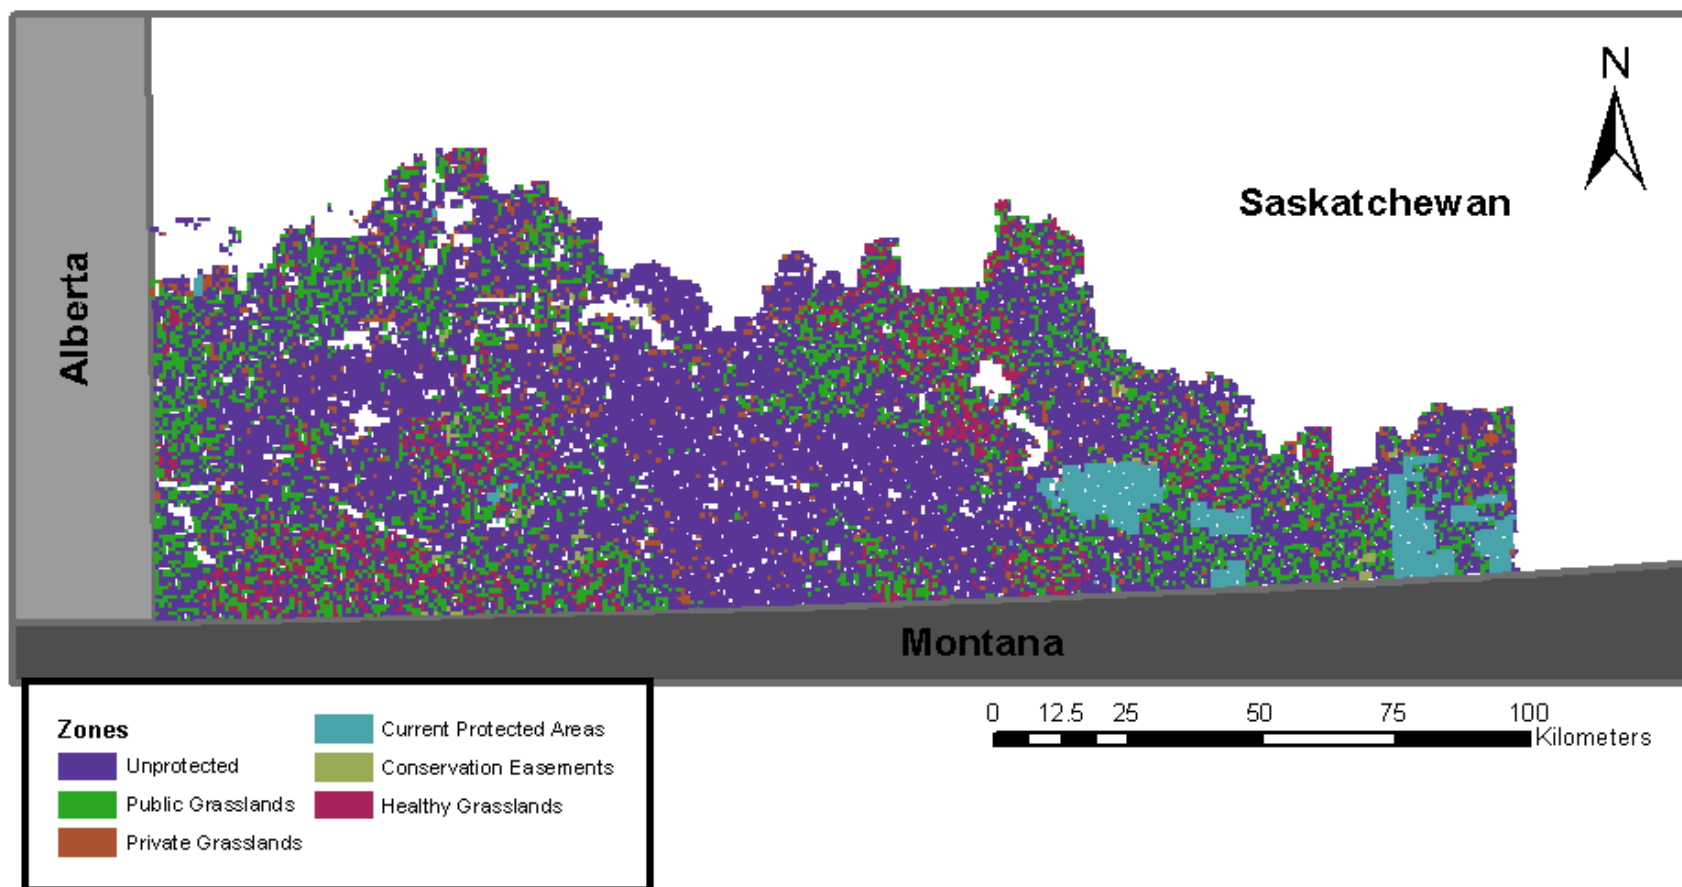 N
Saskatchewan
Alberta
Montana
Zones
Unprotected
Public Grasslands
Private Grasslands
Current Protected Areas
Conservation Easements
Healthy Grasslands
0 12.5 25 50 75 100
Kilometers